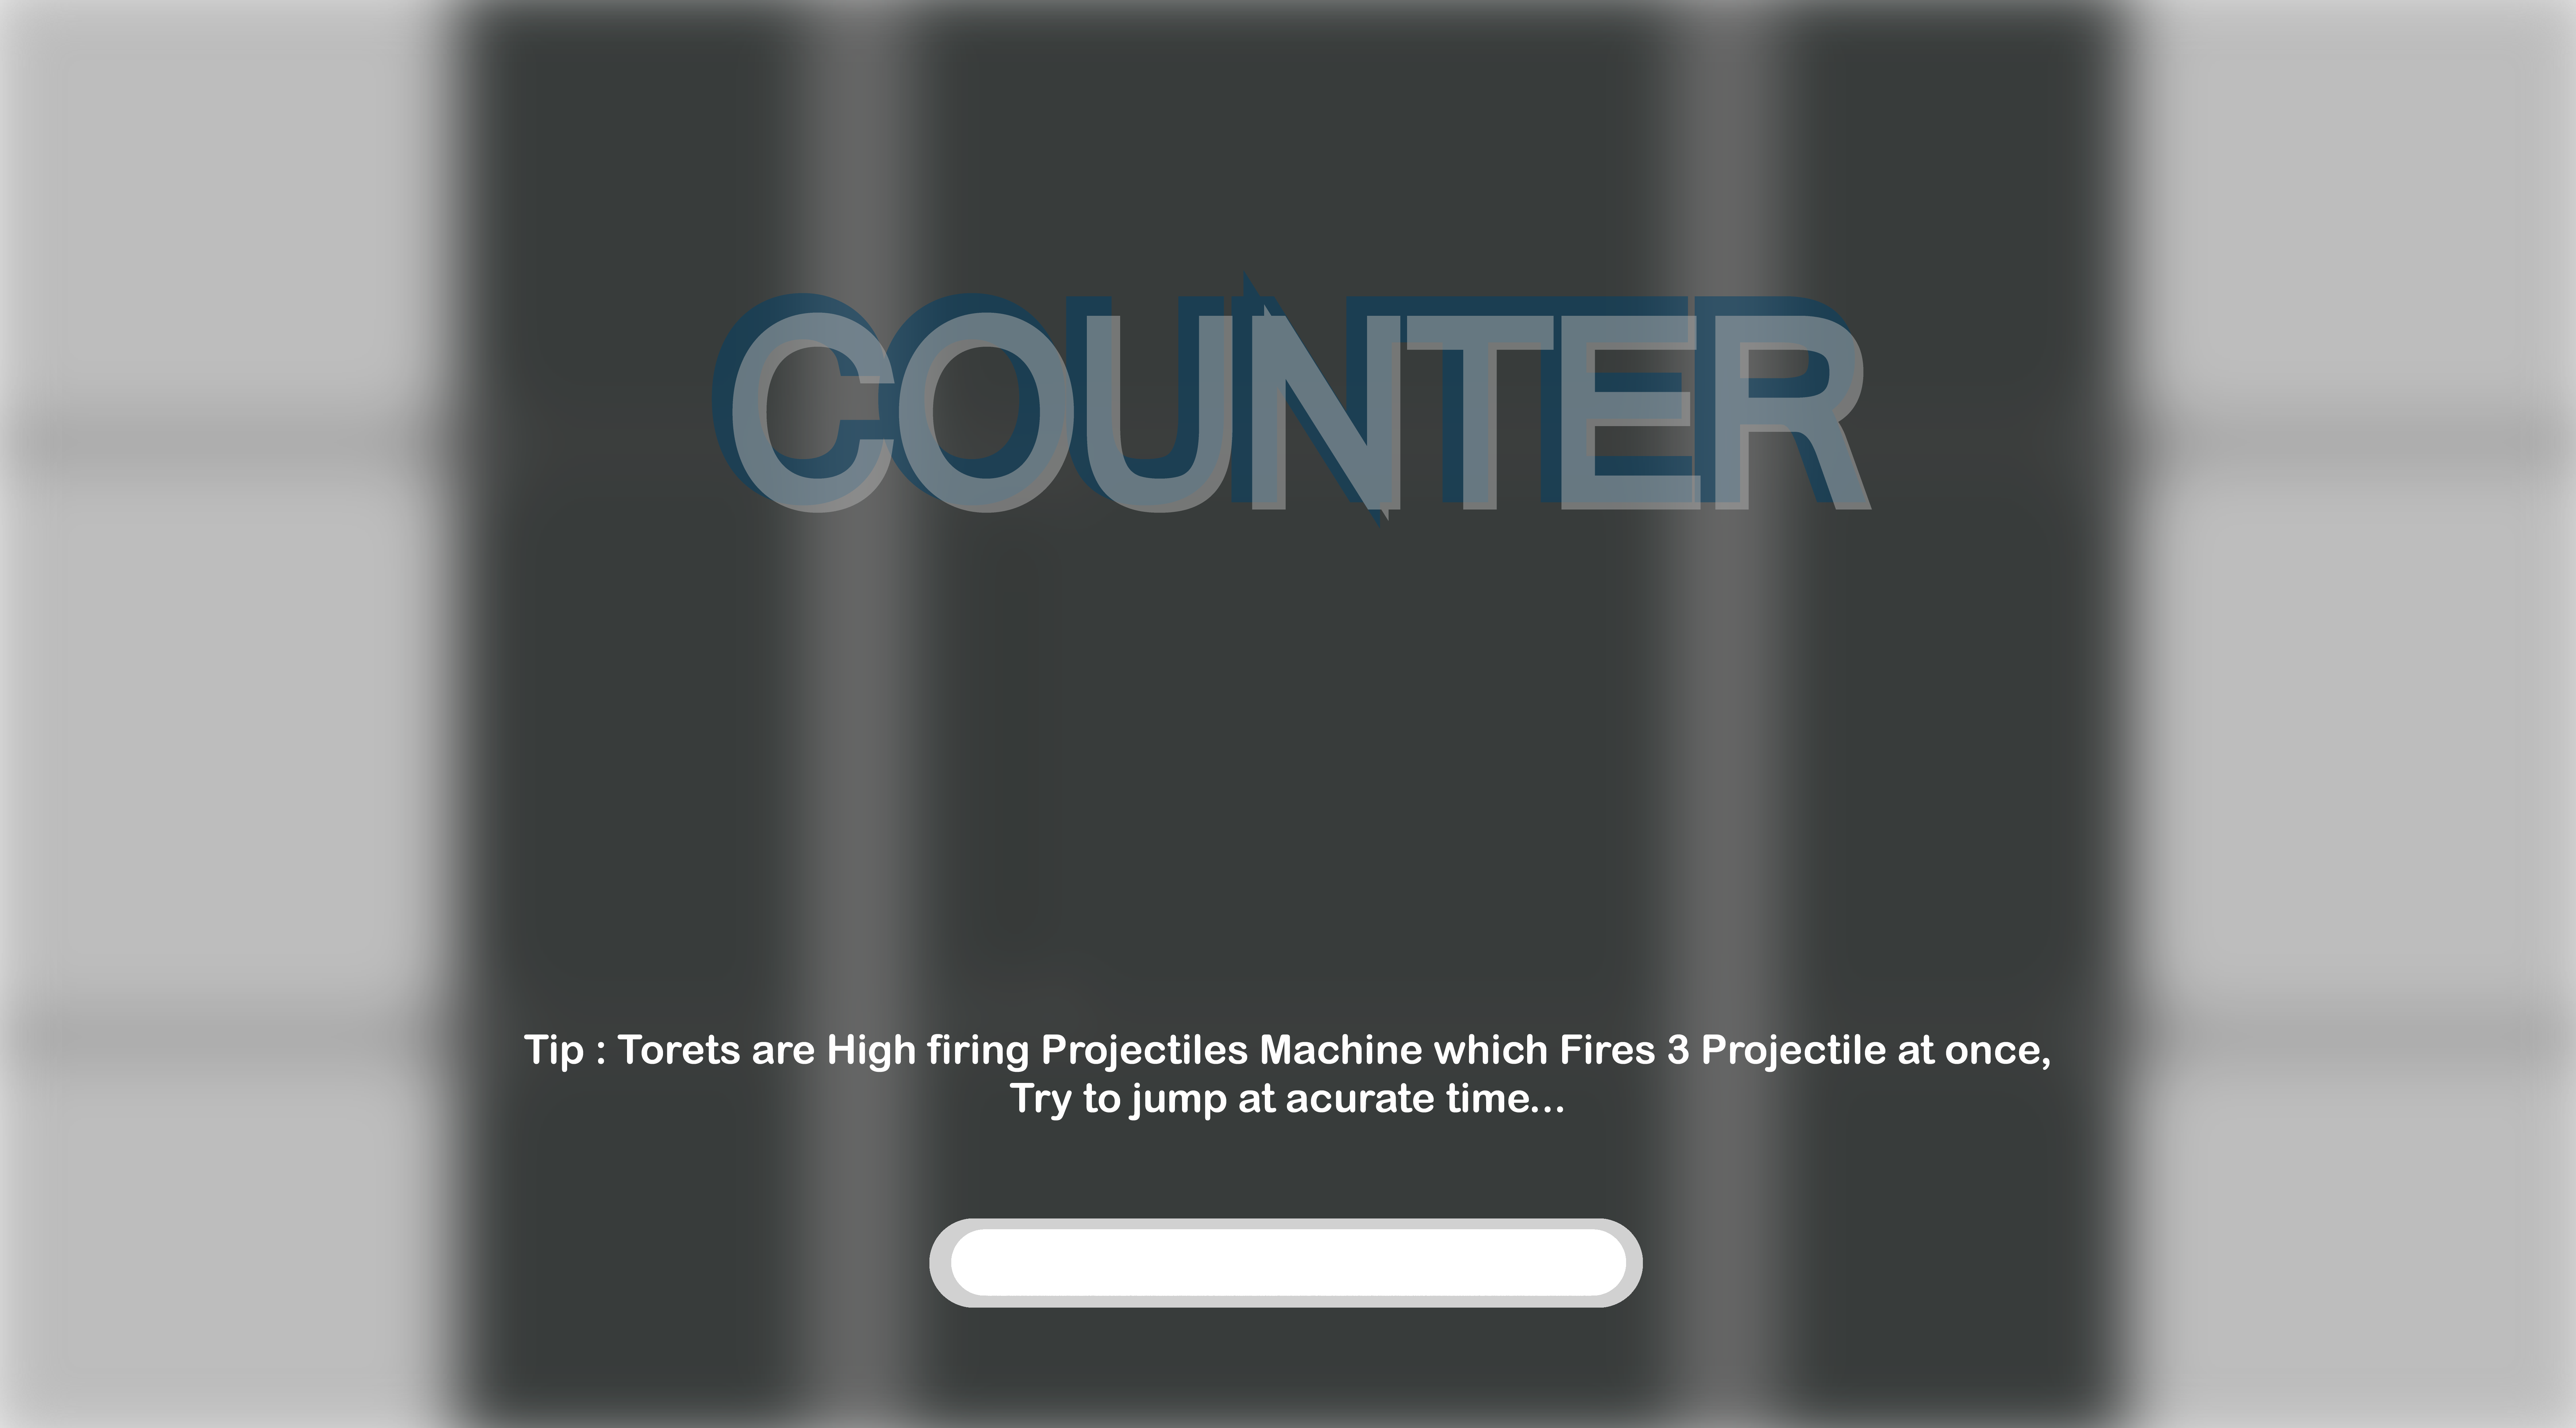 COUNTER
Tip : Torets are High firing Projectiles Machine which Fires 3 Projectile at once,
Try to jump at acurate time...